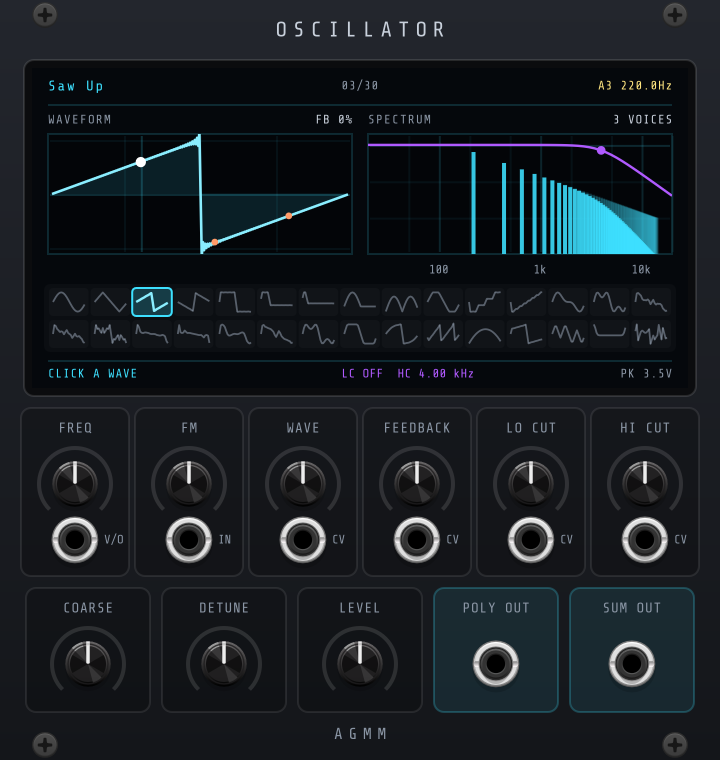 OSCILLATOR
Saw Up 03/30 A3 220.0Hz
WAVEFORM FB 0% SPECTRUM 3 VOICES
100 1k 10k
CLICK A WAVE LC OFF HC 4.00 kHz PK 3.5V
FREQ FM WAVE FEEDBACK LO CUT HI CUT
V/O IN CV CV CV CV
COARSE DETUNE LEVEL POLY OUT SUM OUT
AGMM